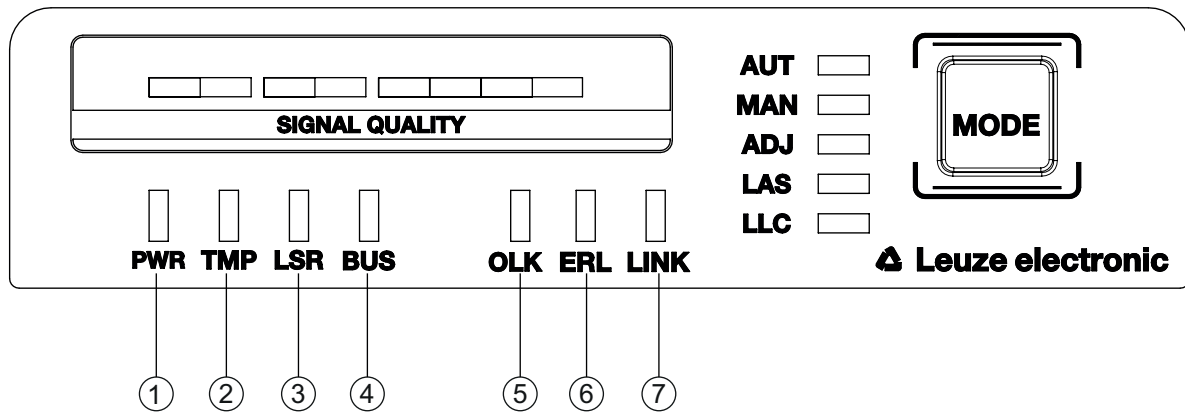 SIGNAL QUALITY
AUT
MAN
ADJ
LAS
LLC
MODE
PWR TMP LSR BUS OLK ERL LINK
Leuze electronic
1 2 3 4 5 6 7